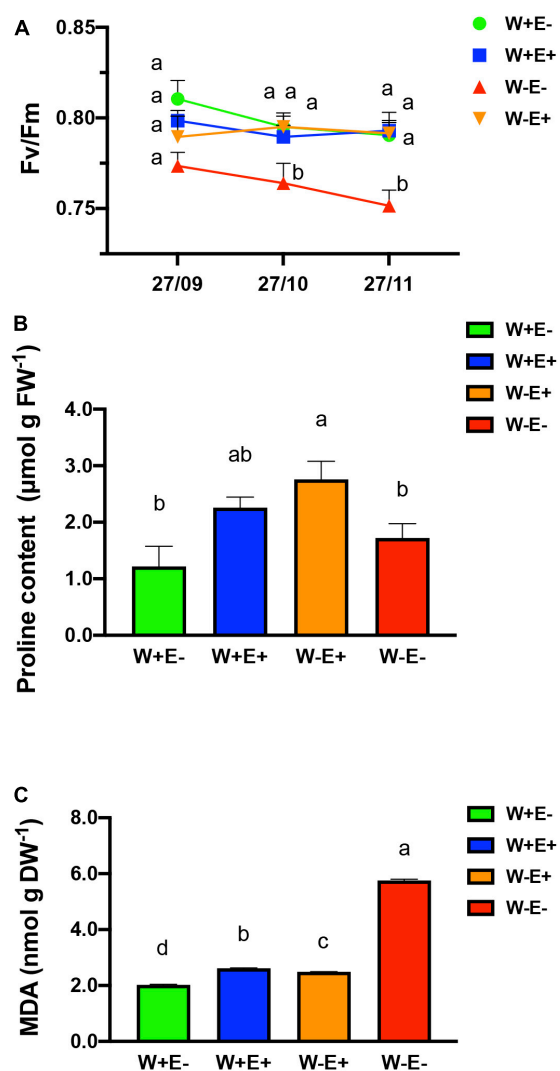 A
0.85
0.80
0.75
Fv/Fm
a
a
a
a
a a
a
b
a
a
a
b
27/09
27/10
27/11
W+E-
W+E+
W-E-
W-E+
B
Proline content (μmol g FW⁻¹)
4.0
3.0
2.0
1.0
0.0
b
ab
a
b
W+E-
W+E+
W-E+
W-E-
W+E-
W+E+
W-E+
W-E-
C
MDA (nmol g DW⁻¹)
8.0
6.0
4.0
2.0
0.0
d
b
c
a
W+E-
W+E+
W-E+
W-E-
W+E-
W+E+
W-E+
W-E-